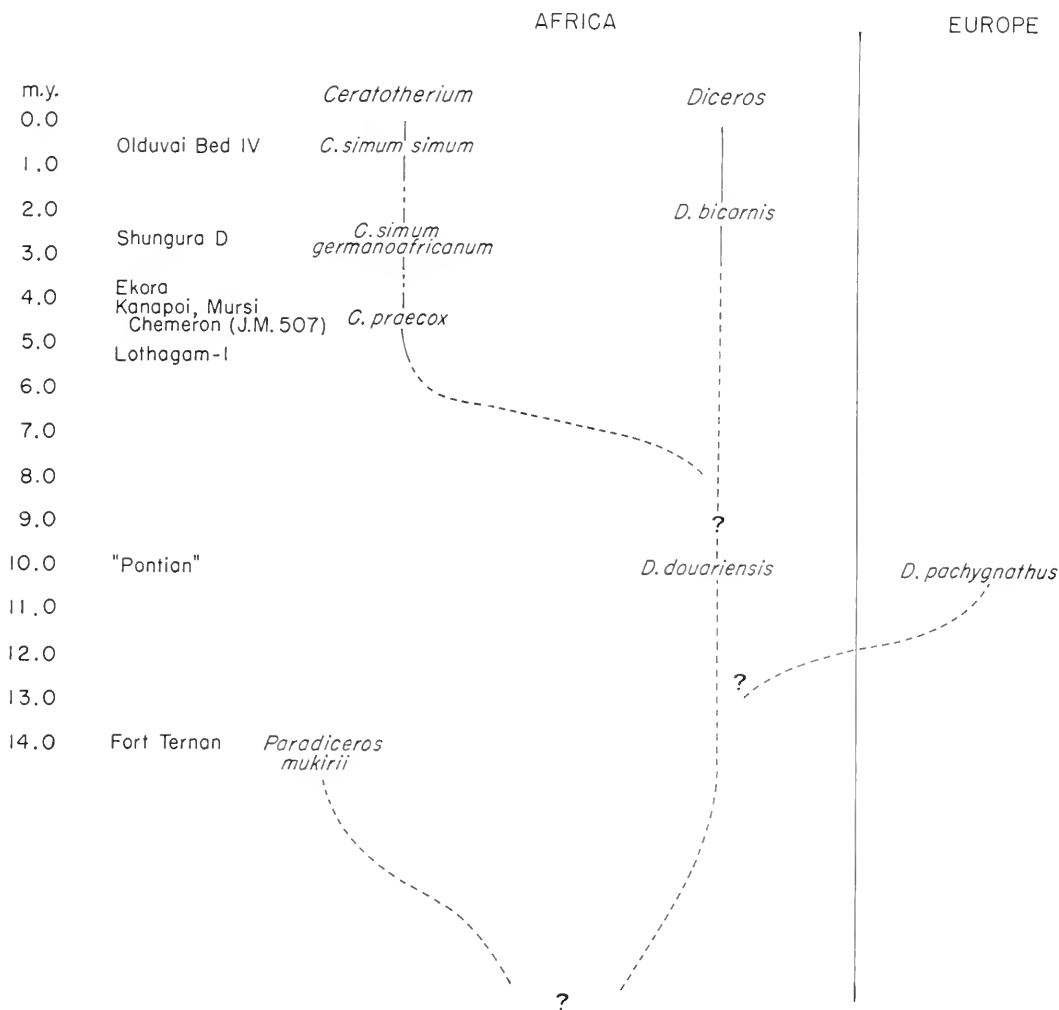 AFRICA
EUROPE
m.y.
Ceratotherium
Diceros
0.0
Olduvai Bed IV
C. simum simum
1.0
2.0
D. bicornis
Shungura D
C. simum
germanoafricanum
3.0
Ekora
4.0
Kanapoi, Mursi
Chemeron (J.M. 507)
C. praecox
5.0
Lothagam-1
6.0
7.0
8.0
9.0
?
10.0
"Pontian"
D. douariensis
D. pachygnathus
11.0
12.0
?
13.0
14.0
Fort Ternan
Paradiceros
mukirii
?